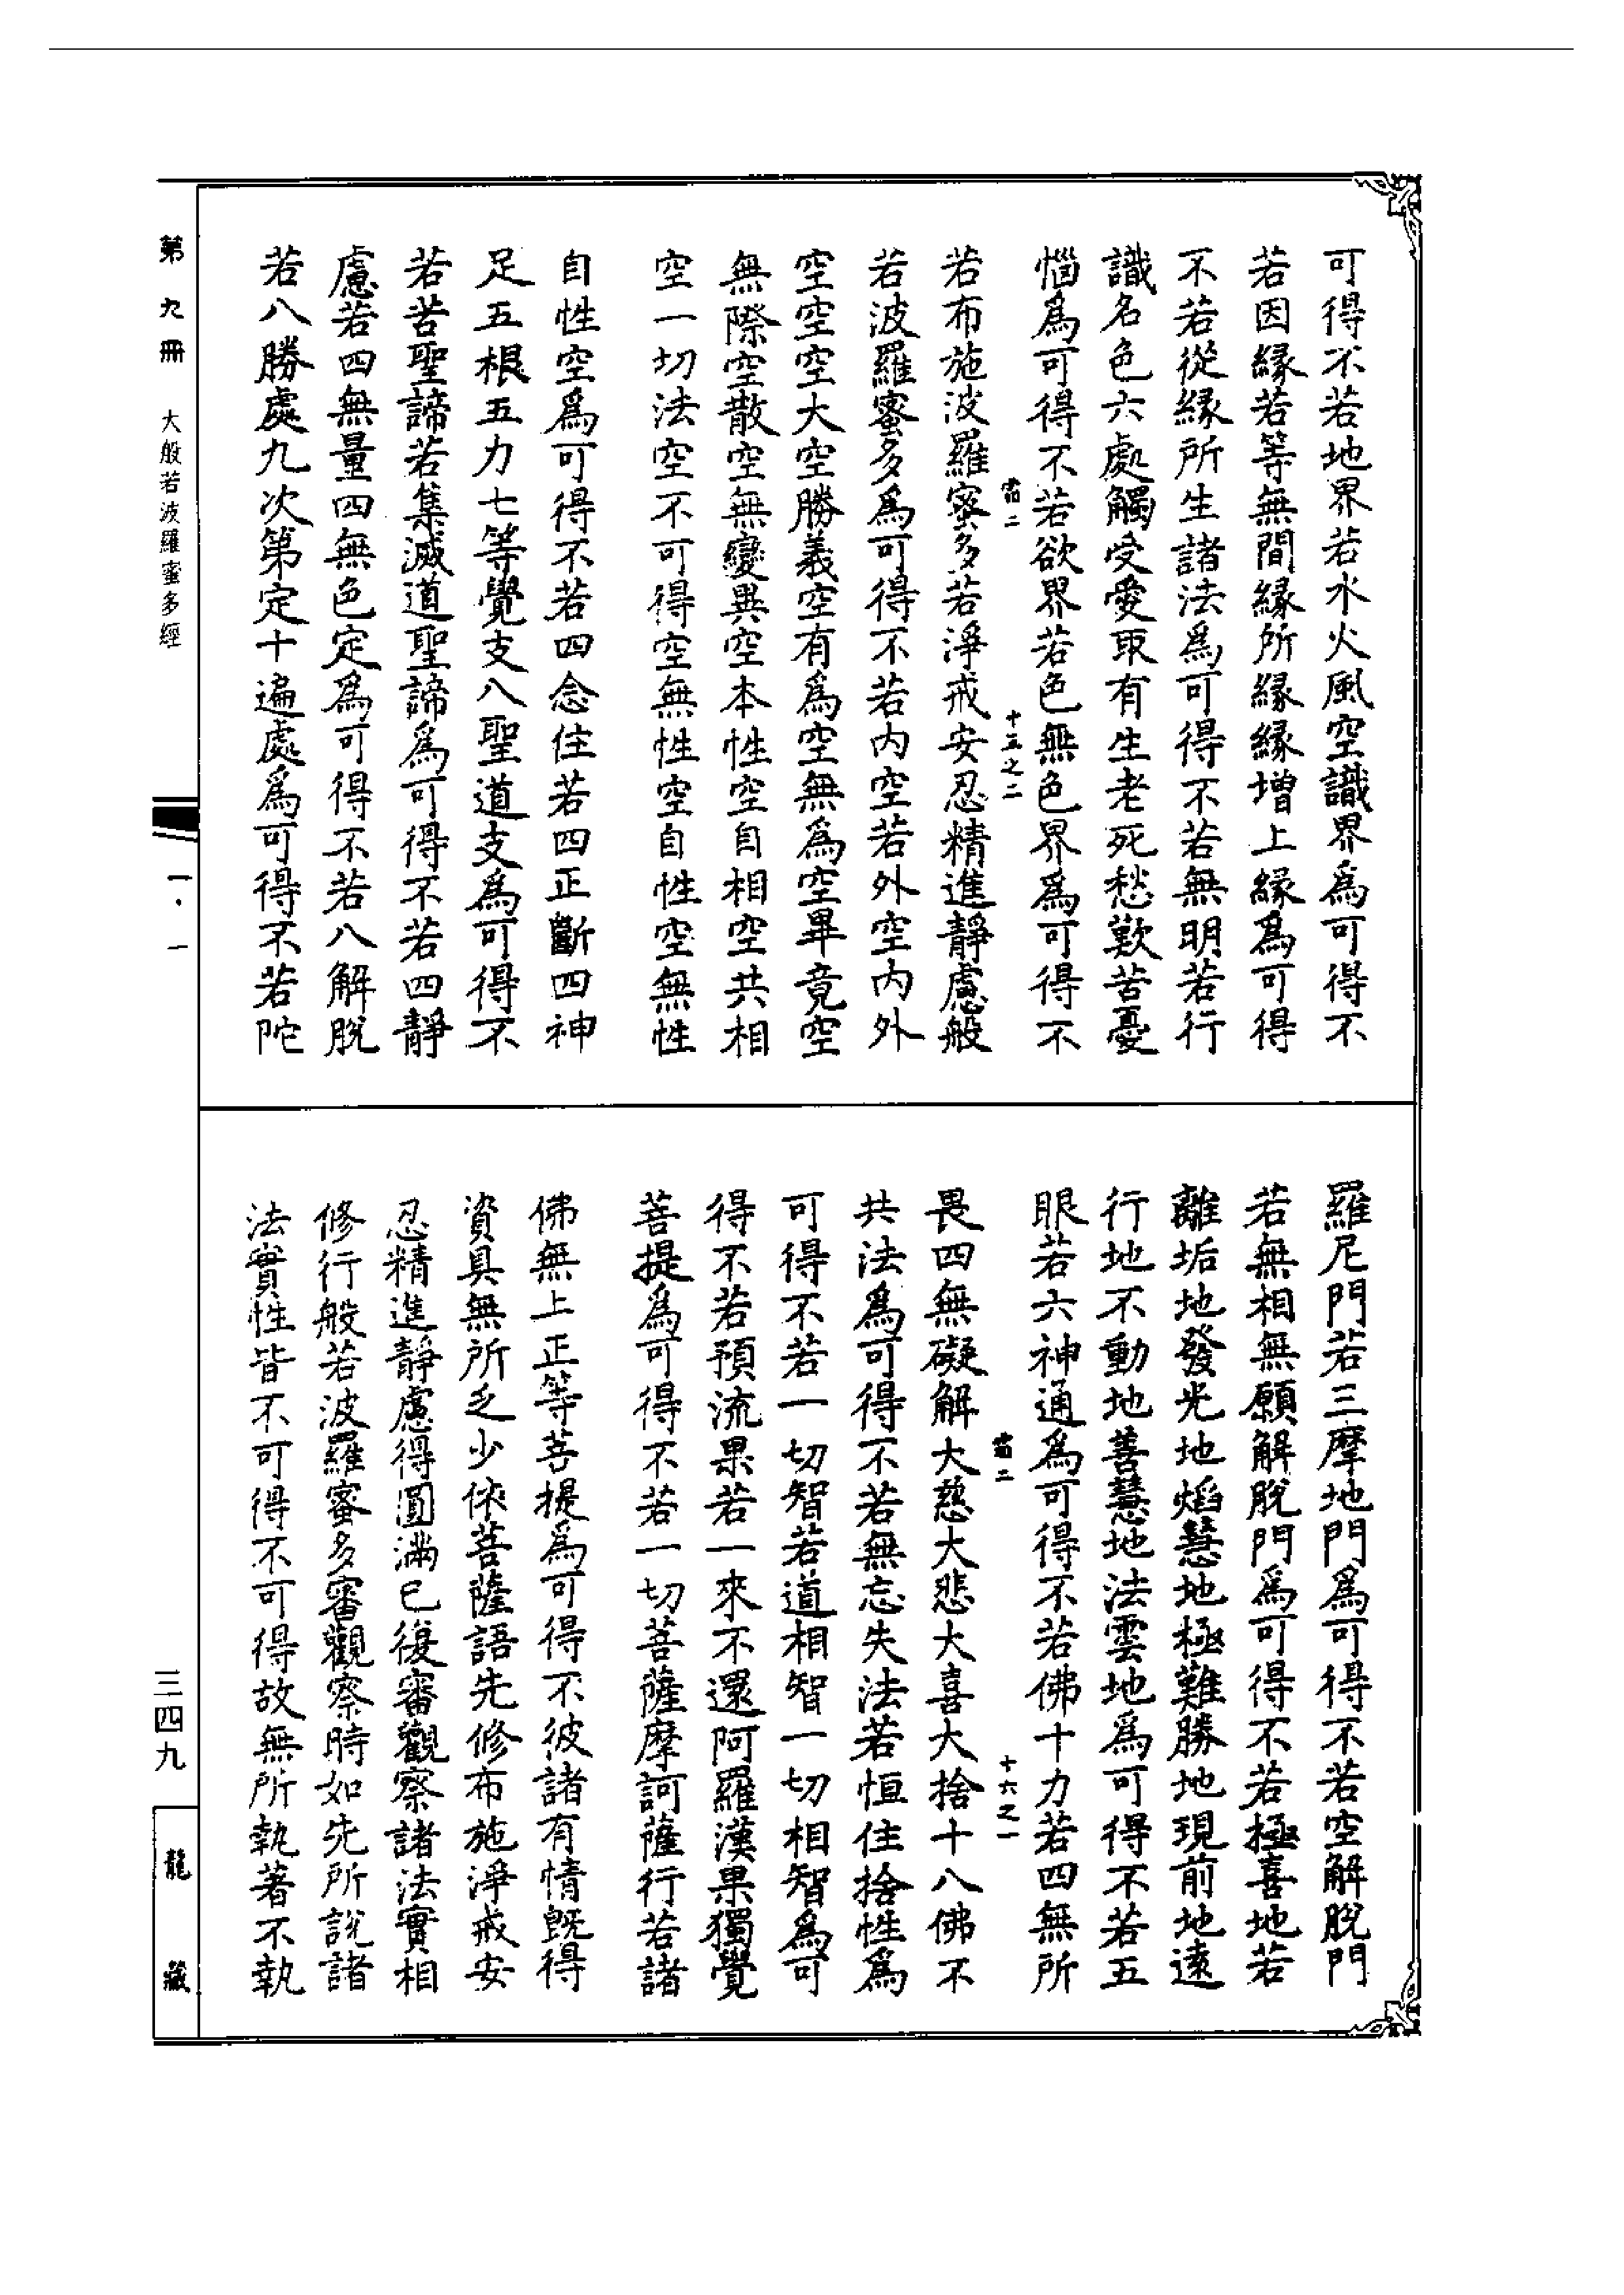 可得不若地界若水火風空識界爲可得不
若因緣若等無間緣所緣緣增上緣爲可得
不若從緣所生諸法爲可得不若無明若行
識名色六處觸受愛取有生老死愁歎苦憂
惱爲可得不若欲界若色無色界爲可得不
霜二 十五之二
若布施波羅蜜多若淨戒安忍精進靜慮般
若波羅蜜多爲可得不若內空若外空內外
空空空大空勝義空有爲空無爲空畢竟空
無際空散空無變異空本性空自相空共相
空一切法空不可得空無性空自性空無性
自性空爲可得不若四念住若四正斷四神
足五根五力七等覺支八聖道支爲可得不
若苦聖諦若集滅道聖諦爲可得不若四靜
慮若四無量四無色定爲可得不若八解脫
若八勝處九次第定十遍處爲可得不若陀
羅尼門若三摩地門爲可得不若空解脫門
若無相無願解脫門爲可得不若極喜地若
離垢地發光地焰慧地極難勝地現前地遠
行地不動地善慧地法雲地爲可得不若五
眼若六神通爲可得不若佛十力若四無所
霜二 十六之一
畏四無礙解大慈大悲大喜大捨十八佛不
共法爲可得不若無忘失法若恒住捨性爲
可得不若一切智若道相智一切相智爲可
得不若預流果若一來不還阿羅漢果獨覺
菩提爲可得不若一切菩薩摩訶薩行若諸
佛無上正等菩提爲可得不彼諸有情既得
資具無所乏少依菩薩語先修布施淨戒安
忍精進靜慮得圓滿已復審觀察諸法實相
修行般若波羅蜜多審觀察時如先所說諸
法實性皆不可得不可得故無所執著不執
第九冊 大般若波羅蜜多經
一·一
三四九
龍藏